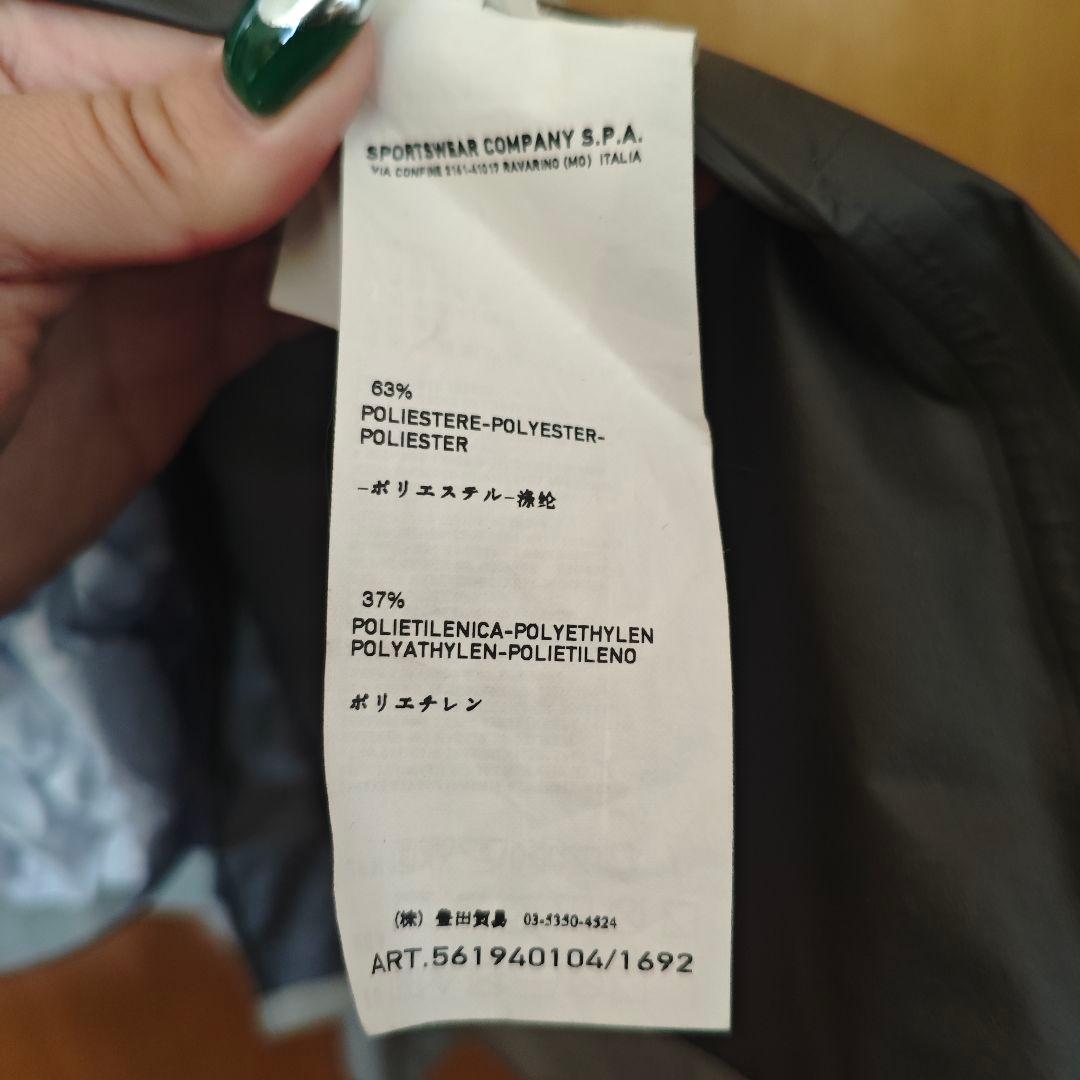 SPORTSWEAR COMPANY S.P.A.
VIA CONFINE 2161-41017 RAVARINO (MO) ITALIA
63%
POLIESTERE-POLYESTER-
POLIESTER
-ポリエステル-涤纶
37%
POLIETILENICA-POLYETHYLEN
POLYATHYLEN-POLIETILENO
ポリエチレン
(株) 豊田貿易 03-5350-4524
ART.561940104/1692